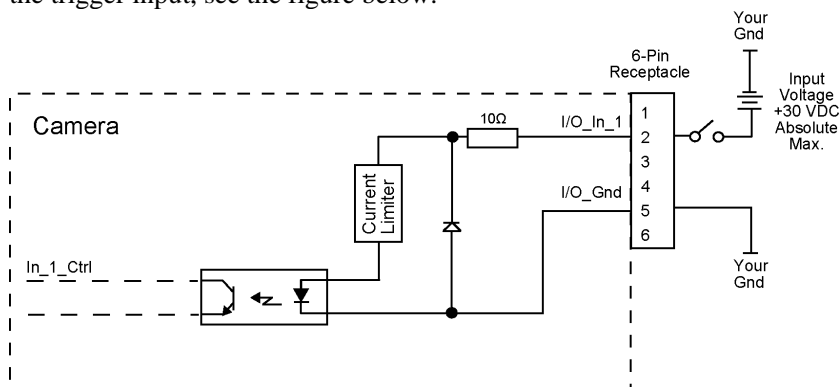 the trigger input, see the figure below.
Your
Gnd
6-Pin
Receptacle
Input
Voltage
+30 VDC
Absolute
Max.
Camera
10Ω
I/O_In_1
1
2
3
4
5
6
I/O_Gnd
Current
Limiter
In_1_Ctrl
Your
Gnd